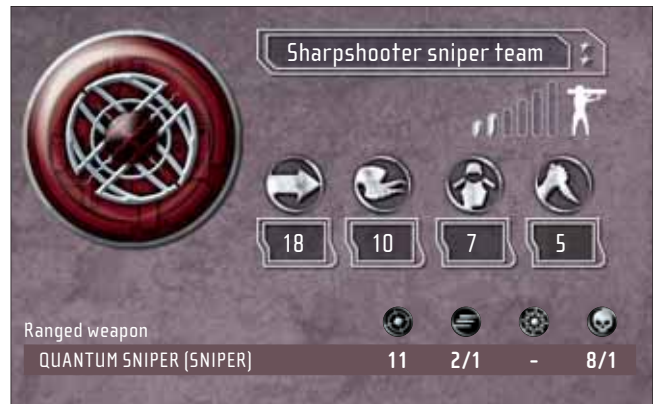 Sharpshooter sniper team
18 10 7 5
Ranged weapon
QUANTUM SNIPER (SNIPER) 11 2/1 - 8/1